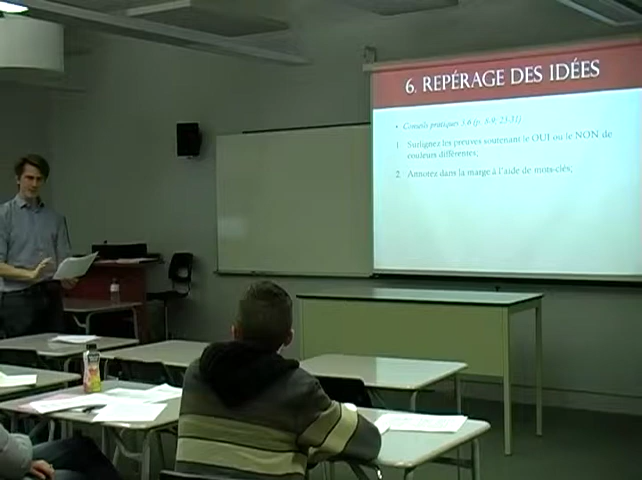 6. REPÉRAGE DES IDÉES
• Conseils pratiques 3.6 (p. 8-9, 23-31)
1. Surlignez les preuves soutenant le OUI ou le NON de
couleurs différentes;
2. Annotez dans la marge à l'aide de mots-clés;